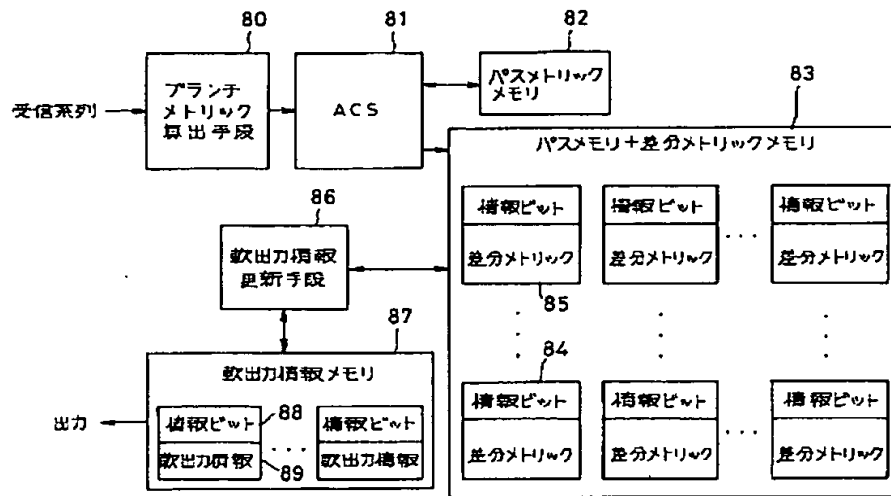 80
81
82
受信系列
ブランチ
メトリック
算出手段
ACS
パスメトリック
メモリ
83
パスメモリ+差分メトリックメモリ
情報ビット
情報ビット
情報ビット
差分メトリック
差分メトリック
差分メトリック
85
86
軟出力情報
更新手段
87
84
軟出力情報メモリ
情報ビット
情報ビット
情報ビット
差分メトリック
差分メトリック
差分メトリック
出力
情報ビット
88
情報ビット
軟出力情報
89
軟出力情報